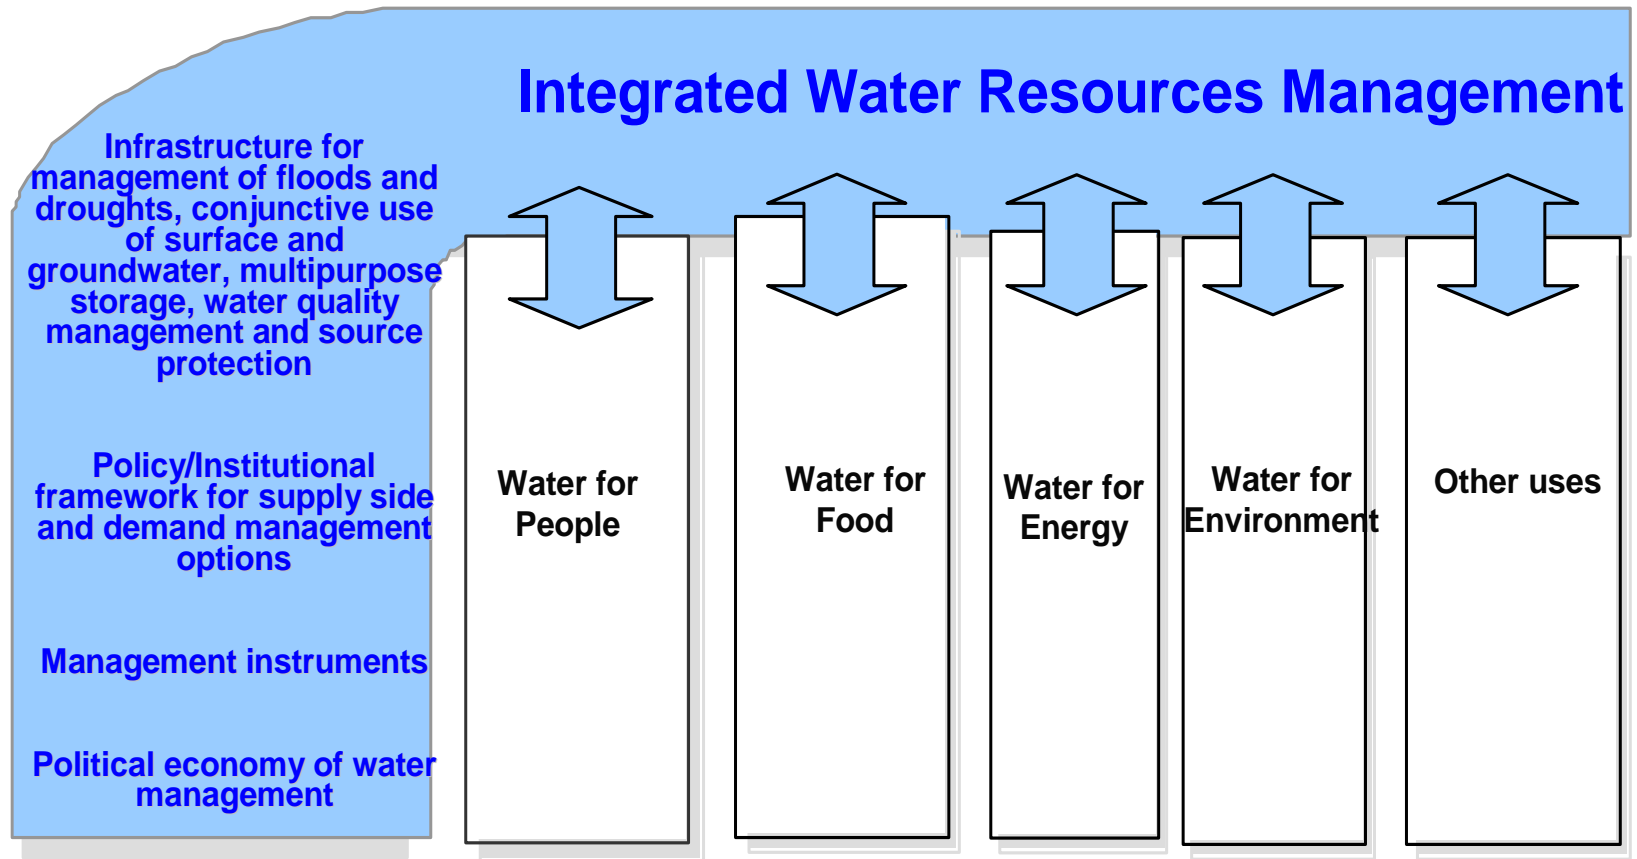 Integrated Water Resources Management
Infrastructure for
management of floods and
droughts, conjunctive use
of surface and
groundwater, multipurpose
storage, water quality
management and source
protection
Policy/Institutional
framework for supply side
and demand management
options
Management instruments
Political economy of water
management
Water for
People
Water for
Food
Water for
Energy
Water for
Environment
Other uses